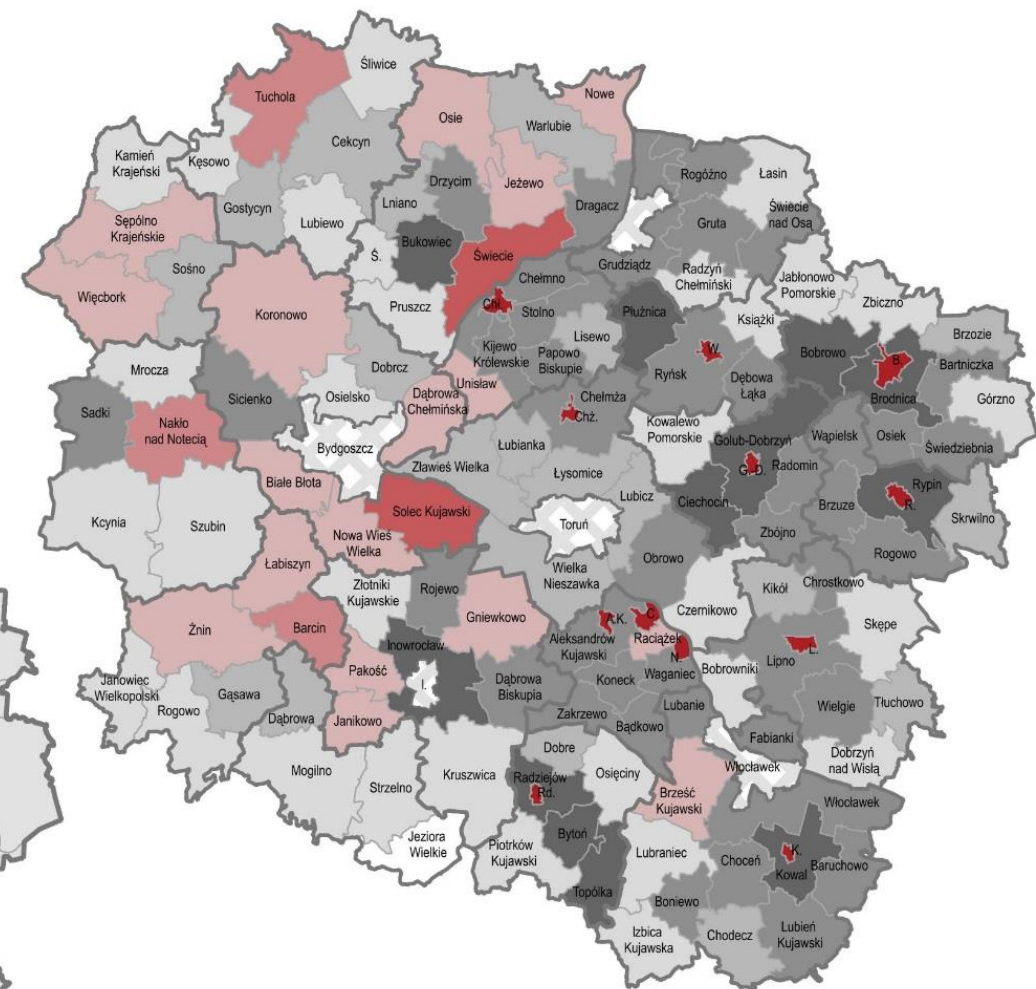 Śliwice
Tuchola
Nowe
Osie
Warlubie
Cekcyn
Kamień
Krajeński
Kęsowo
Drzycim
Jeżewo
Rogóźno
Łasin
Lniano
Dragacz
Gostycyn
Lubiewo
Świecie
nad Osą
Sępólno
Krajeńskie
Gruta
Bukowiec
Ś.
Świecie
Grudziądz
Sośno
Radzyń
Chełmiński
Chełmno
Jabłonowo
Pomorskie
Więcbork
Pruszcz
Zbiczno
Chł.
Płużnica
Koronowo
Stolno
Książki
Brzozie
Lisewo
Kijewo
Królewskie
Papowo
Biskupie
W.
Bobrowo
B.
Bartniczka
Mrocza
Dobrcz
Ryńsk
Dębowa
Łąka
Unisław
Osielsko
Dąbrowa
Chełmińska
Brodnica
Górzno
Sicienko
Chełmża
Sadki
Chż.
Nakło
nad Notecią
Kowalewo
Pomorskie
Golub-Dobrzyń
Wąpielsk
Osiek
Świedziebnia
Bydgoszcz
Łubianka
Zławieś Wielka
Łysomice
G.-D.
Radomin
Białe Błota
Rypin
Lubicz
Ciechocin
R.
Brzuze
Solec Kujawski
Skrwilno
Kcynia
Szubin
Toruń
Nowa Wieś
Wielka
Zbójno
Rogowo
Obrowo
Łabiszyn
Wielka
Nieszawka
Złotniki
Kujawskie
Rojewo
Kikół
Chrostkowo
Czernikowo
Żnin
Barcin
Gniewkowo
A.K.
C.
Skępe
Aleksandrów
Kujawski
Raciążek
L.
Inowrocław
N.
Lipno
Pakość
Bobrowniki
Janowiec
Wielkopolski
Waganiec
Dąbrowa
Biskupia
Koneck
I.
Gąsawa
Rogowo
Tłuchowo
Lubanie
Wielgie
Dąbrowa
Janikowo
Zakrzewo
Bądkowo
Fabianki
Dobre
Dobrzyń
nad Wisłą
Włocławek
Mogilno
Kruszwica
Radziejów
Osięciny
Strzelno
Rd.
Brześć
Kujawski
Włocławek
Bytoń
Jeziora
Wielkie
Piotrków
Kujawski
Lubraniec
K.
Choceń
Baruchowo
Kowal
Topólka
Boniewo
Lubień
Kujawski
Izbica
Kujawska
Chodecz